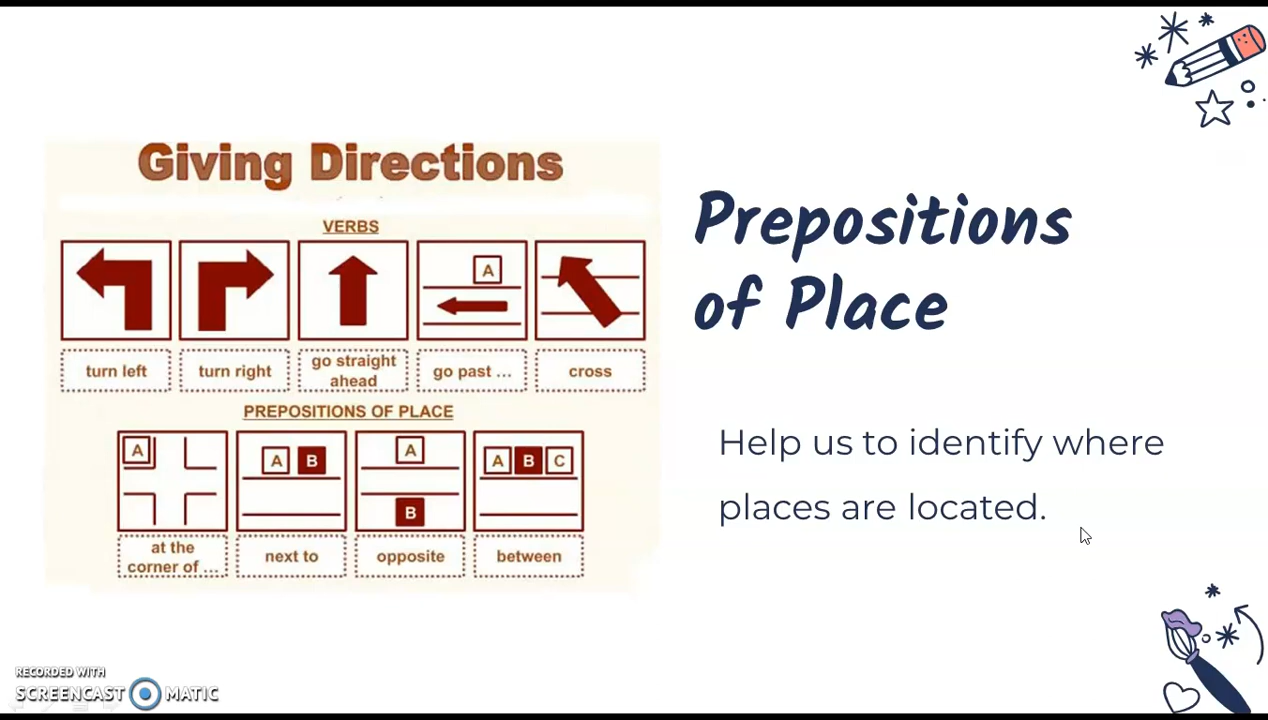 Giving Directions
VERBS
A
turn left
turn right
go straight
ahead
go past ...
cross
PREPOSITIONS OF PLACE
A
A B
A
B
A B C
at the
corner of ...
next to
opposite
between
Prepositions
of Place
Help us to identify where
places are located.
RECORDED WITH
SCREENCAST MATIC